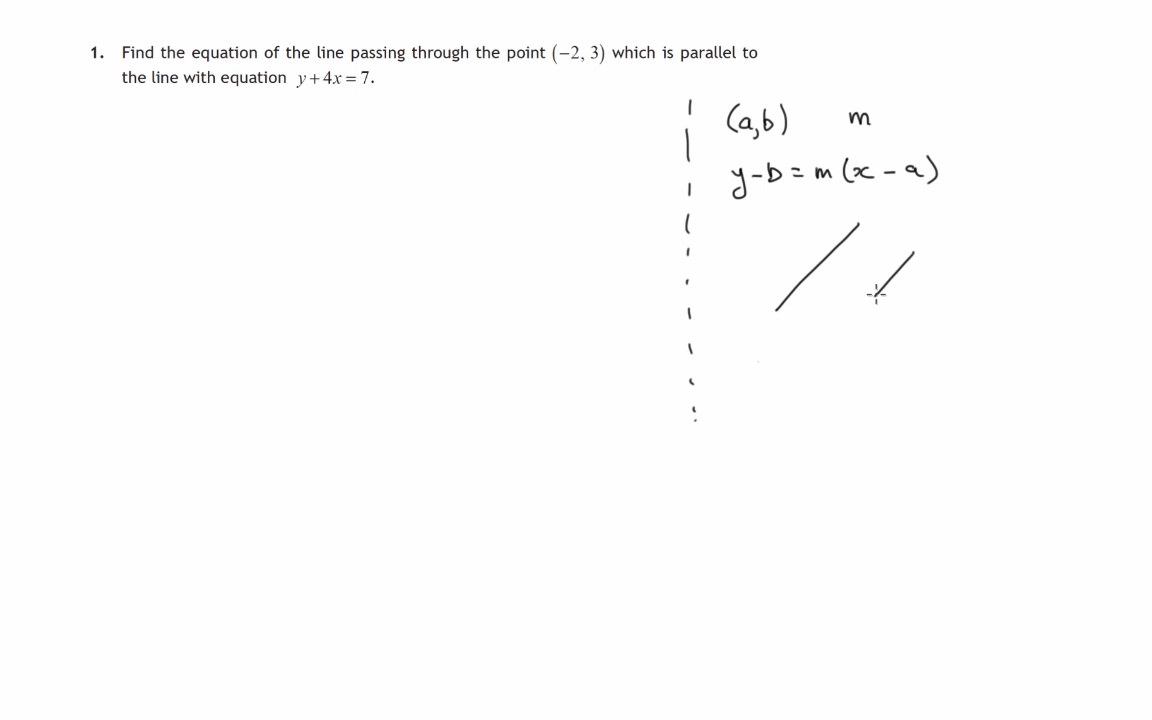 1. Find the equation of the line passing through the point (−2, 3) which is parallel to
the line with equation y + 4x = 7.
(a,b) m
y-b = m(x - a)